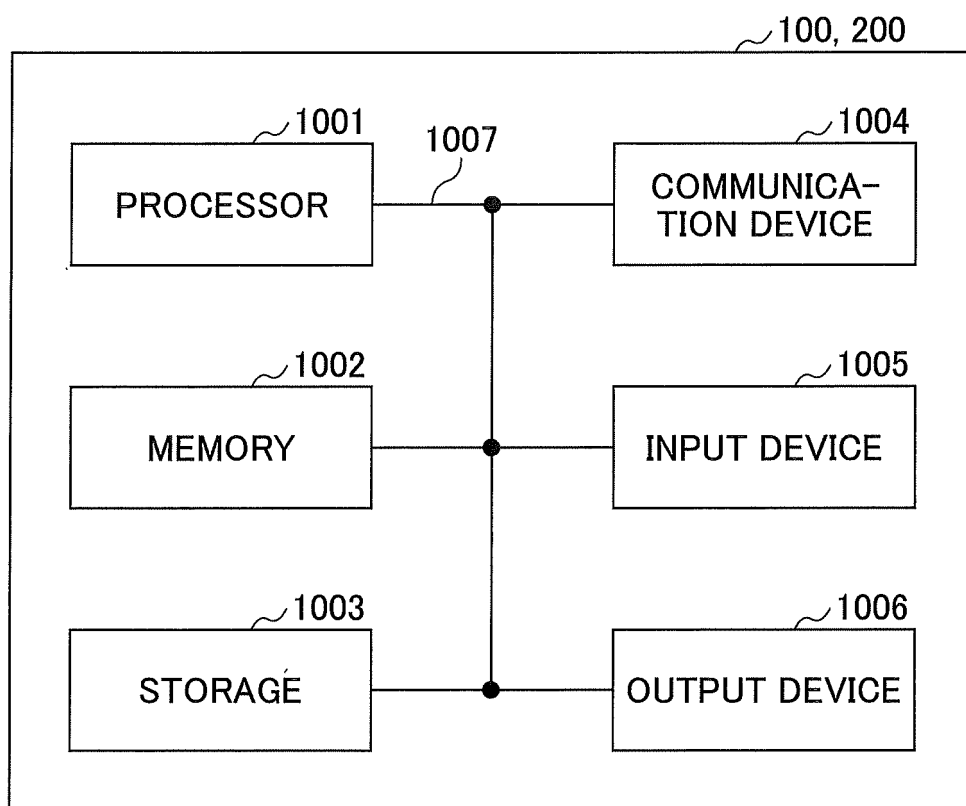 100, 200
1001
PROCESSOR
1007
1004
COMMUNICA-
TION DEVICE
1002
MEMORY
1005
INPUT DEVICE
1003
STORAGE
1006
OUTPUT DEVICE